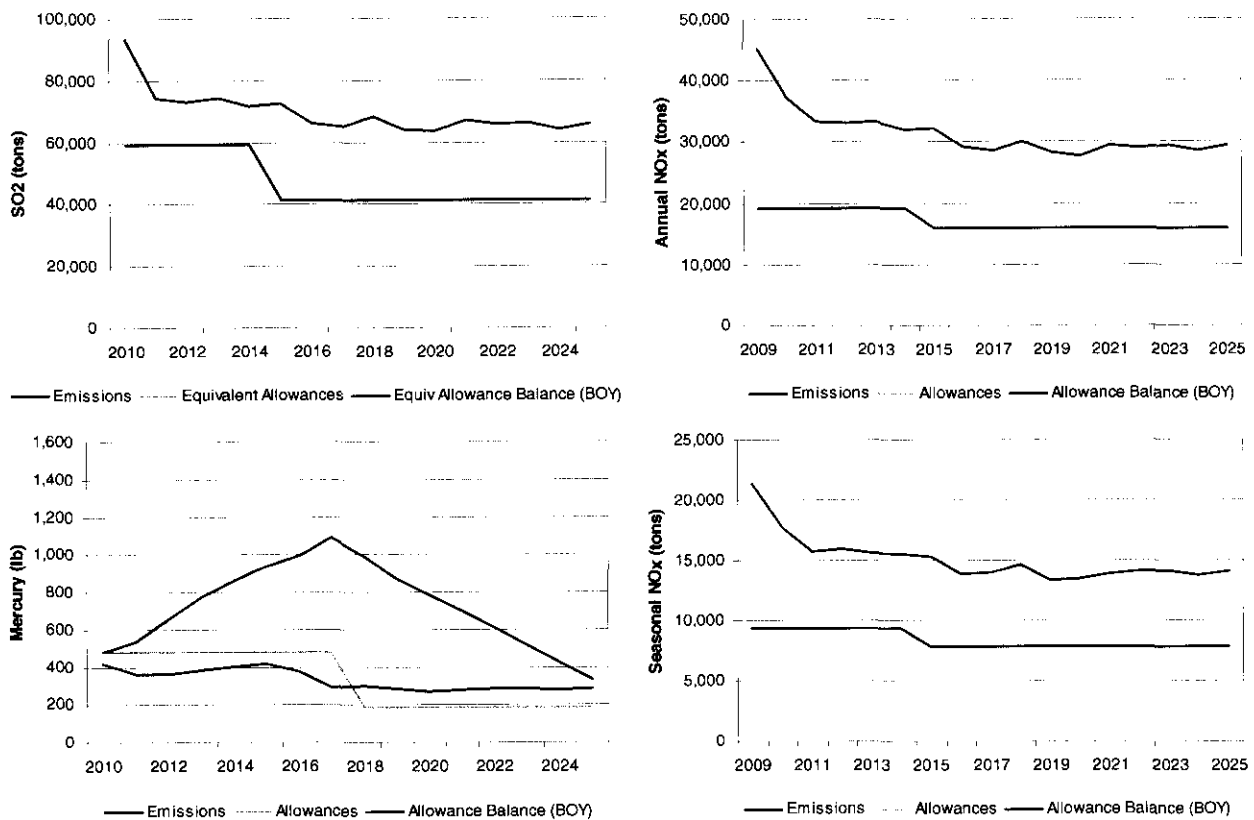 100,000
80,000
60,000
40,000
20,000
0
SO2 (tons)
2010 2012 2014 2016 2018 2020 2022 2024
Emissions Equivalent Allowances Equiv Allowance Balance (BOY)
50,000
40,000
30,000
20,000
10,000
0
Annual NOx (tons)
2009 2011 2013 2015 2017 2019 2021 2023 2025
Emissions Allowances Allowance Balance (BOY)
1,600
1,400
1,200
1,000
800
600
400
200
0
Mercury (lb)
2010 2012 2014 2016 2018 2020 2022 2024
Emissions Allowances Allowance Balance (BOY)
25,000
20,000
15,000
10,000
5,000
0
Seasonal NOx (tons)
2009 2011 2013 2015 2017 2019 2021 2023 2025
Emissions Allowances Allowance Balance (BOY)